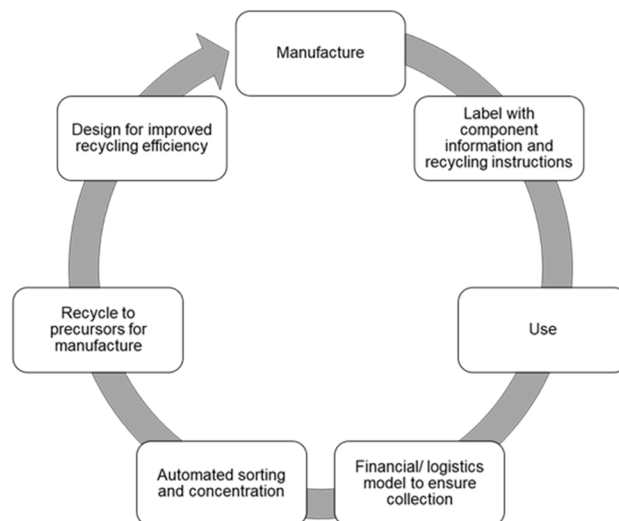 Manufacture
Label with
component
information and
recycling instructions
Use
Financial/ logistics
model to ensure
collection
Automated sorting
and concentration
Recycle to
precursors for
manufacture
Design for improved
recycling efficiency